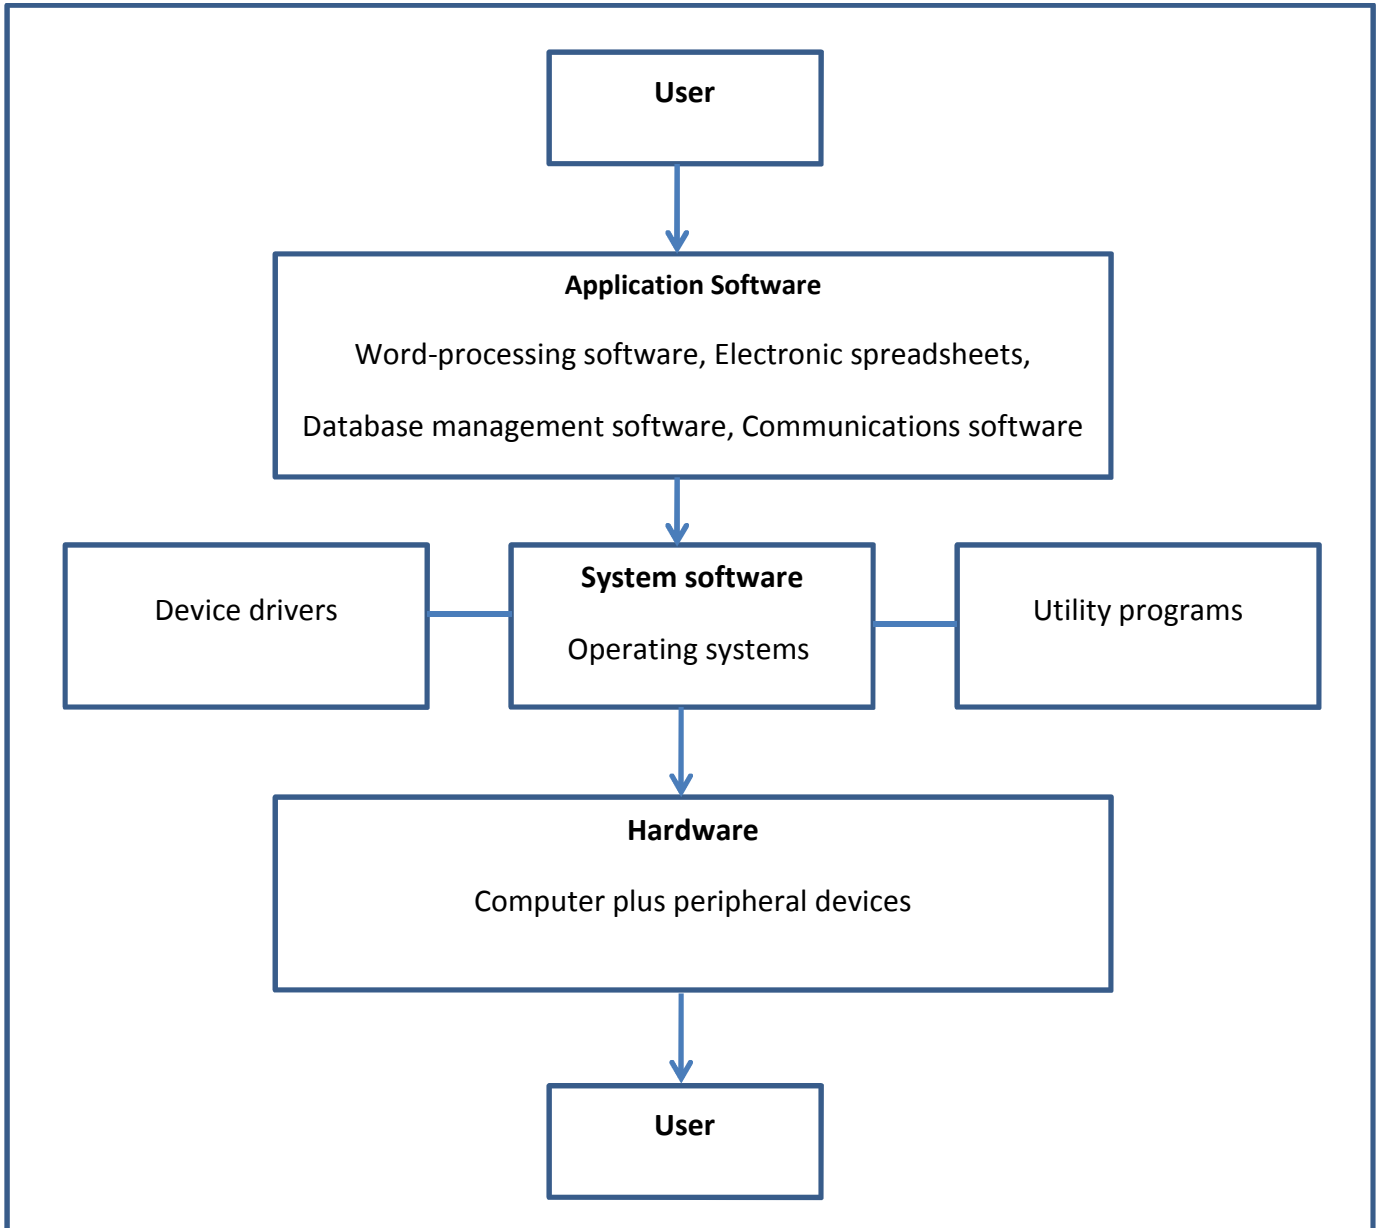 User
Application Software
Word-processing software, Electronic spreadsheets,
Database management software, Communications software
Device drivers
System software
Operating systems
Utility programs
Hardware
Computer plus peripheral devices
User